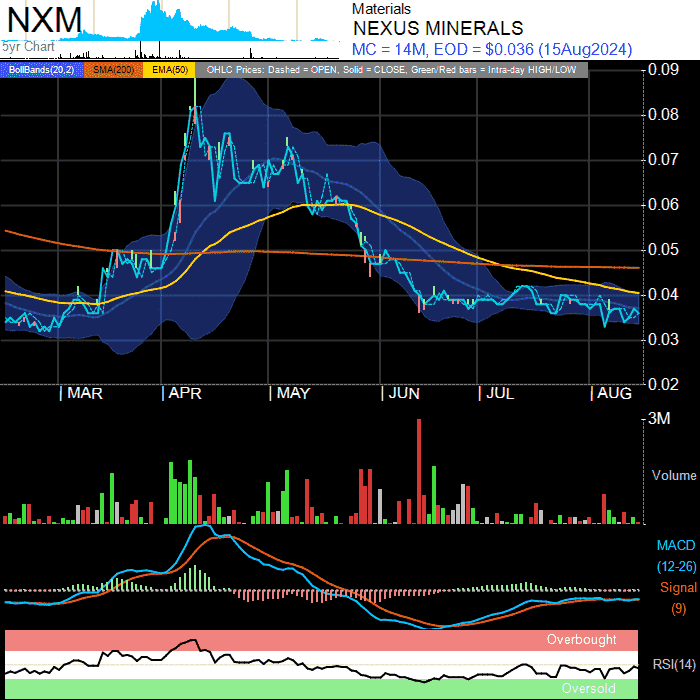 NXM
5yr Chart
Materials
NEXUS MINERALS
MC = 14M, EOD = $0.036 (15Aug2024)
BollBands(20,2) SMA(200) EMA(50) OHLC Prices: Dashed = OPEN, Solid = CLOSE, Green/Red bars = Intra-day HIGH/LOW
0.09
0.08
0.07
0.06
0.05
0.04
0.03
0.02
MAR APR MAY JUN JUL AUG
3M
Volume
MACD
(12-26)
Signal
(9)
Overbought
RSI(14)
Oversold